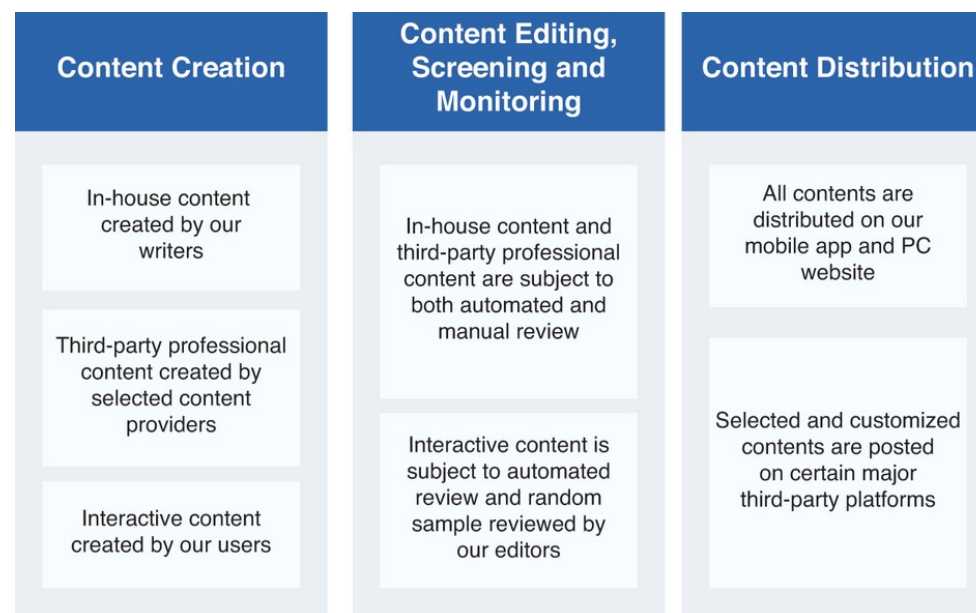 Content Creation
In-house content
created by our
writers
Third-party professional
content created by
selected content
providers
Interactive content
created by our users
Content Editing,
Screening and
Monitoring
In-house content and
third-party professional
content are subject to
both automated and
manual review
Interactive content is
subject to automated
review and random
sample reviewed by
our editors
Content Distribution
All contents are
distributed on our
mobile app and PC
website
Selected and customized
contents are posted
on certain major
third-party platforms